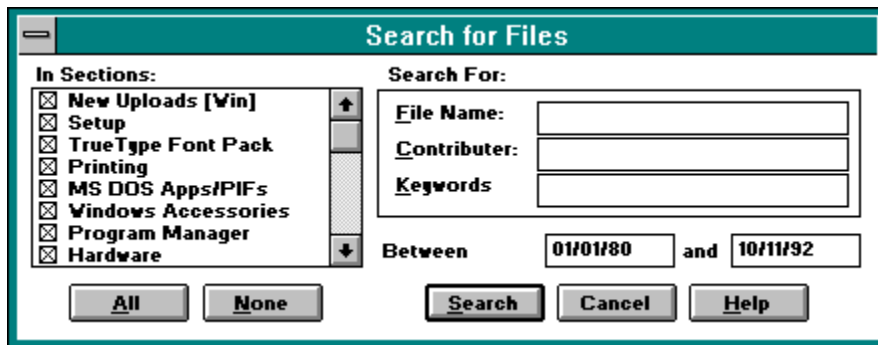 Search for Files
In Sections:
New Uploads [Win]
Setup
TrueType Font Pack
Printing
MS DOS Apps/PIFs
Windows Accessories
Program Manager
Hardware
All None
Search For:
File Name:
Contributer:
Keywords
Between 01/01/80 and 10/11/92
Search Cancel Help